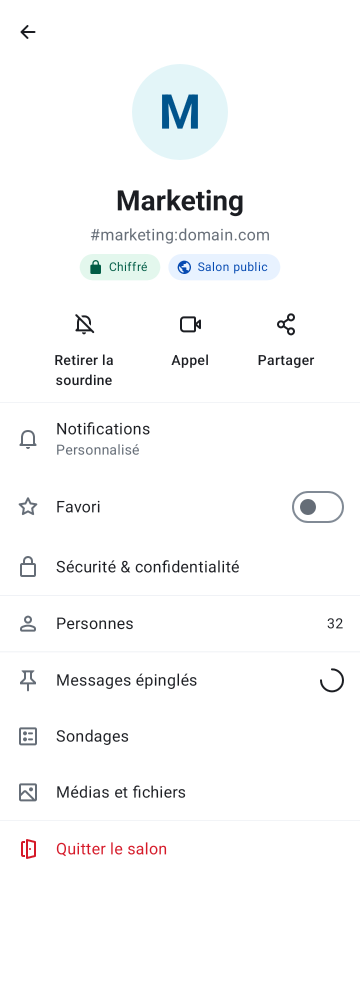 M
Marketing
#marketing:domain.com
Chiffré
Salon public
Retirer la
sourdine
Appel
Partager
Notifications
Personnalisé
Favori
Sécurité & confidentialité
Personnes
32
Messages épinglés
Sondages
Médias et fichiers
Quitter le salon